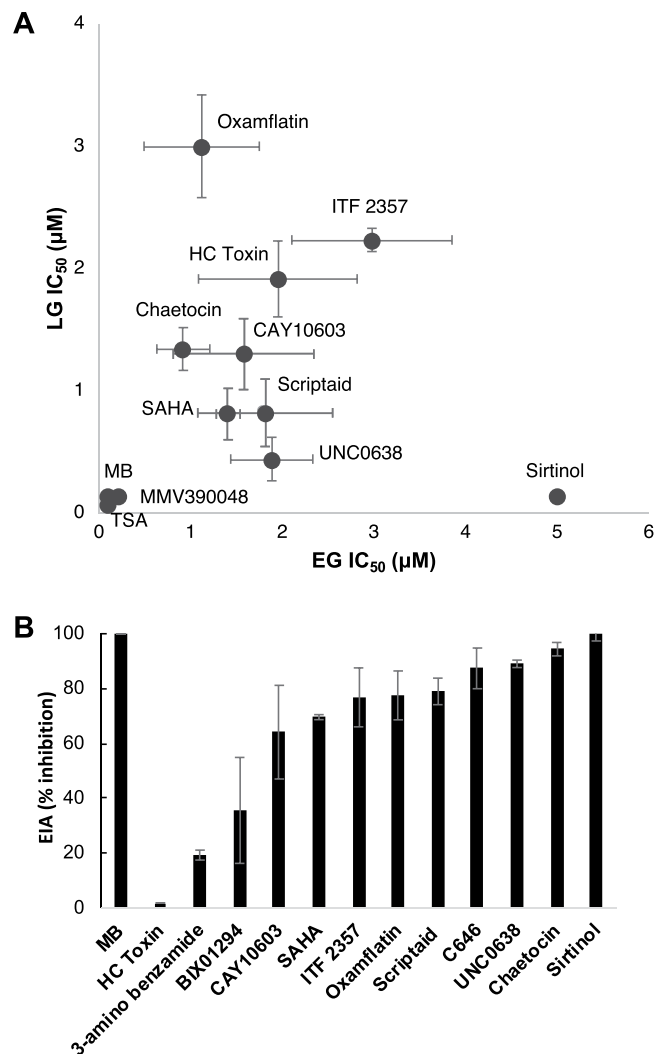 A
4
3
2
1
0
LG IC50 (µM)
Oxamflatin
ITF 2357
HC Toxin
Chaetocin
CAY10603
SAHA
Scriptaid
UNC0638
Sirtinol
MB
MMV390048
TSA
0 1 2 3 4 5 6
EG IC50 (µM)
B
100
80
60
40
20
0
EIA (% inhibition)
MB
HC Toxin
3-amino benzamide
BIX01294
CAY10603
SAHA
ITF 2357
Oxamflatin
Scriptaid
C646
UNC0638
Chaetocin
Sirtinol